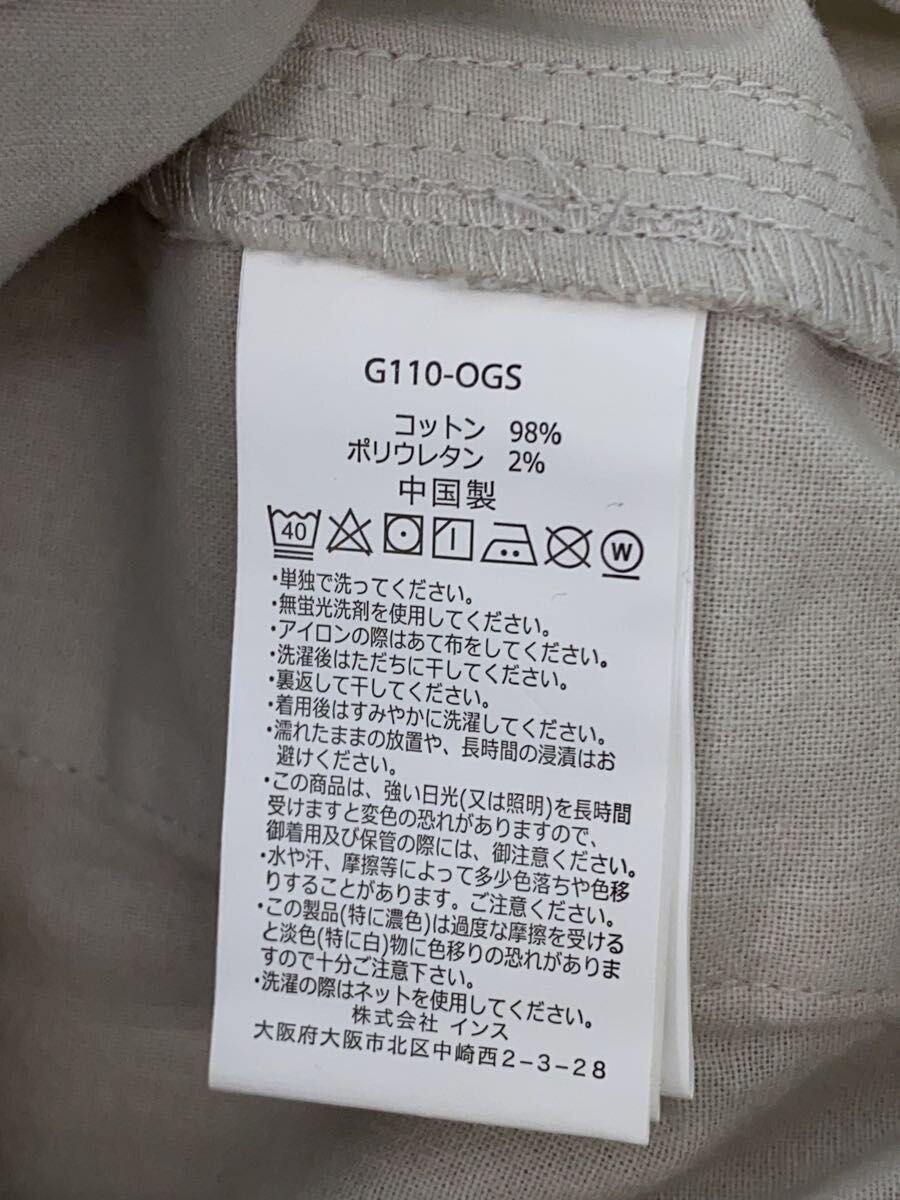 G110-OGS
コットン 98%
ポリウレタン 2%
中国製
40 W
・単独で洗ってください。
・無蛍光洗剤を使用してください。
・アイロンの際はあて布をしてください。
・洗濯後はただちに干してください。
・裏返して干してください。
・着用後はすみやかに洗濯してください。
・濡れたままの放置や、長時間の浸漬はお
避けください。
・この商品は、強い日光(又は照明)を長時間
受けますと変色の恐れがありますので、
御着用及び保管の際には、御注意ください。
・水や汗、摩擦等によって多少色落ちや色移
りすることがあります。ご注意ください。
・この製品(特に濃色)は過度な摩擦を受ける
と淡色(特に白)物に色移りの恐れがありま
すので十分ご注意下さい。
・洗濯の際はネットを使用してください。
株式会社 インス
大阪府大阪市北区中崎西2-3-28